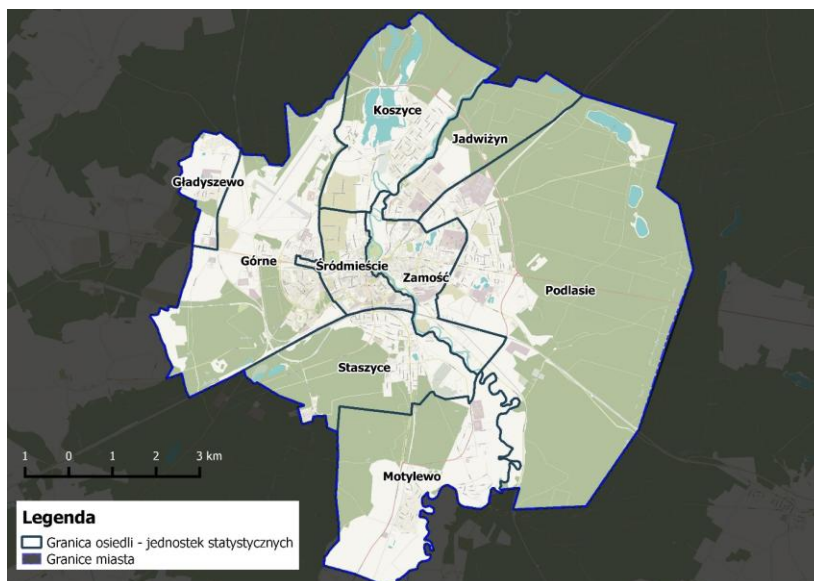 Koszyce
Jadwiżyn
Gładyszewo
Górne
Śródmieście
Zamość
Podlasie
Staszyce
Motylewo
1 0 1 2 3 km
Legenda
Granica osiedli - jednostek statystycznych
Granice miasta